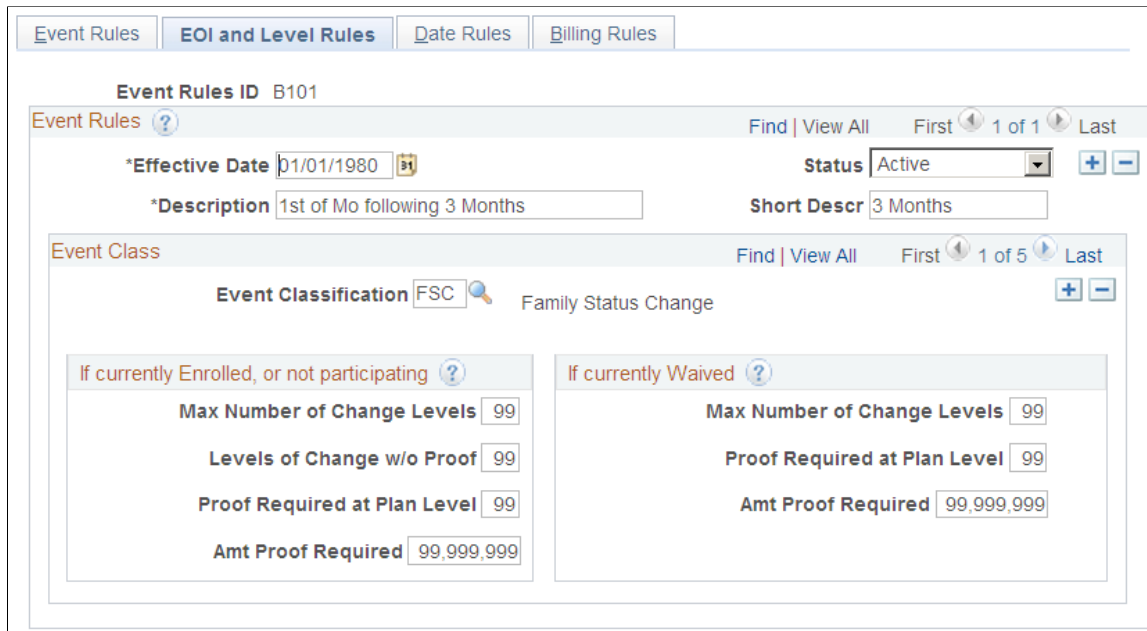 Event Rules EOI and Level Rules Date Rules Billing Rules
Event Rules ID B101
Event Rules ? Find | View All First 1 of 1 Last
*Effective Date 01/01/1980 31 Status Active + −
*Description 1st of Mo following 3 Months Short Descr 3 Months
Event Class Find | View All First 1 of 5 Last
Event Classification FSC Family Status Change + −
If currently Enrolled, or not participating ?
Max Number of Change Levels 99
Levels of Change w/o Proof 99
Proof Required at Plan Level 99
Amt Proof Required 99,999,999
If currently Waived ?
Max Number of Change Levels 99
Proof Required at Plan Level 99
Amt Proof Required 99,999,999